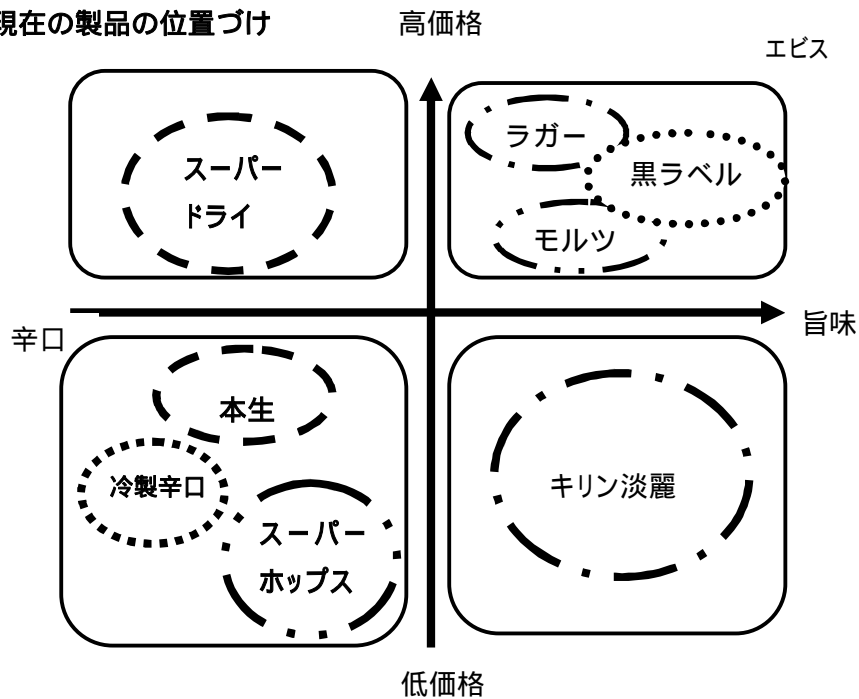 現在の製品の位置づけ
高価格
エビス
ラガー
黒ラベル
モルツ
スーパー
ドライ
辛口
旨味
本生
冷製辛口
スーパー
ホップス
キリン淡麗
低価格